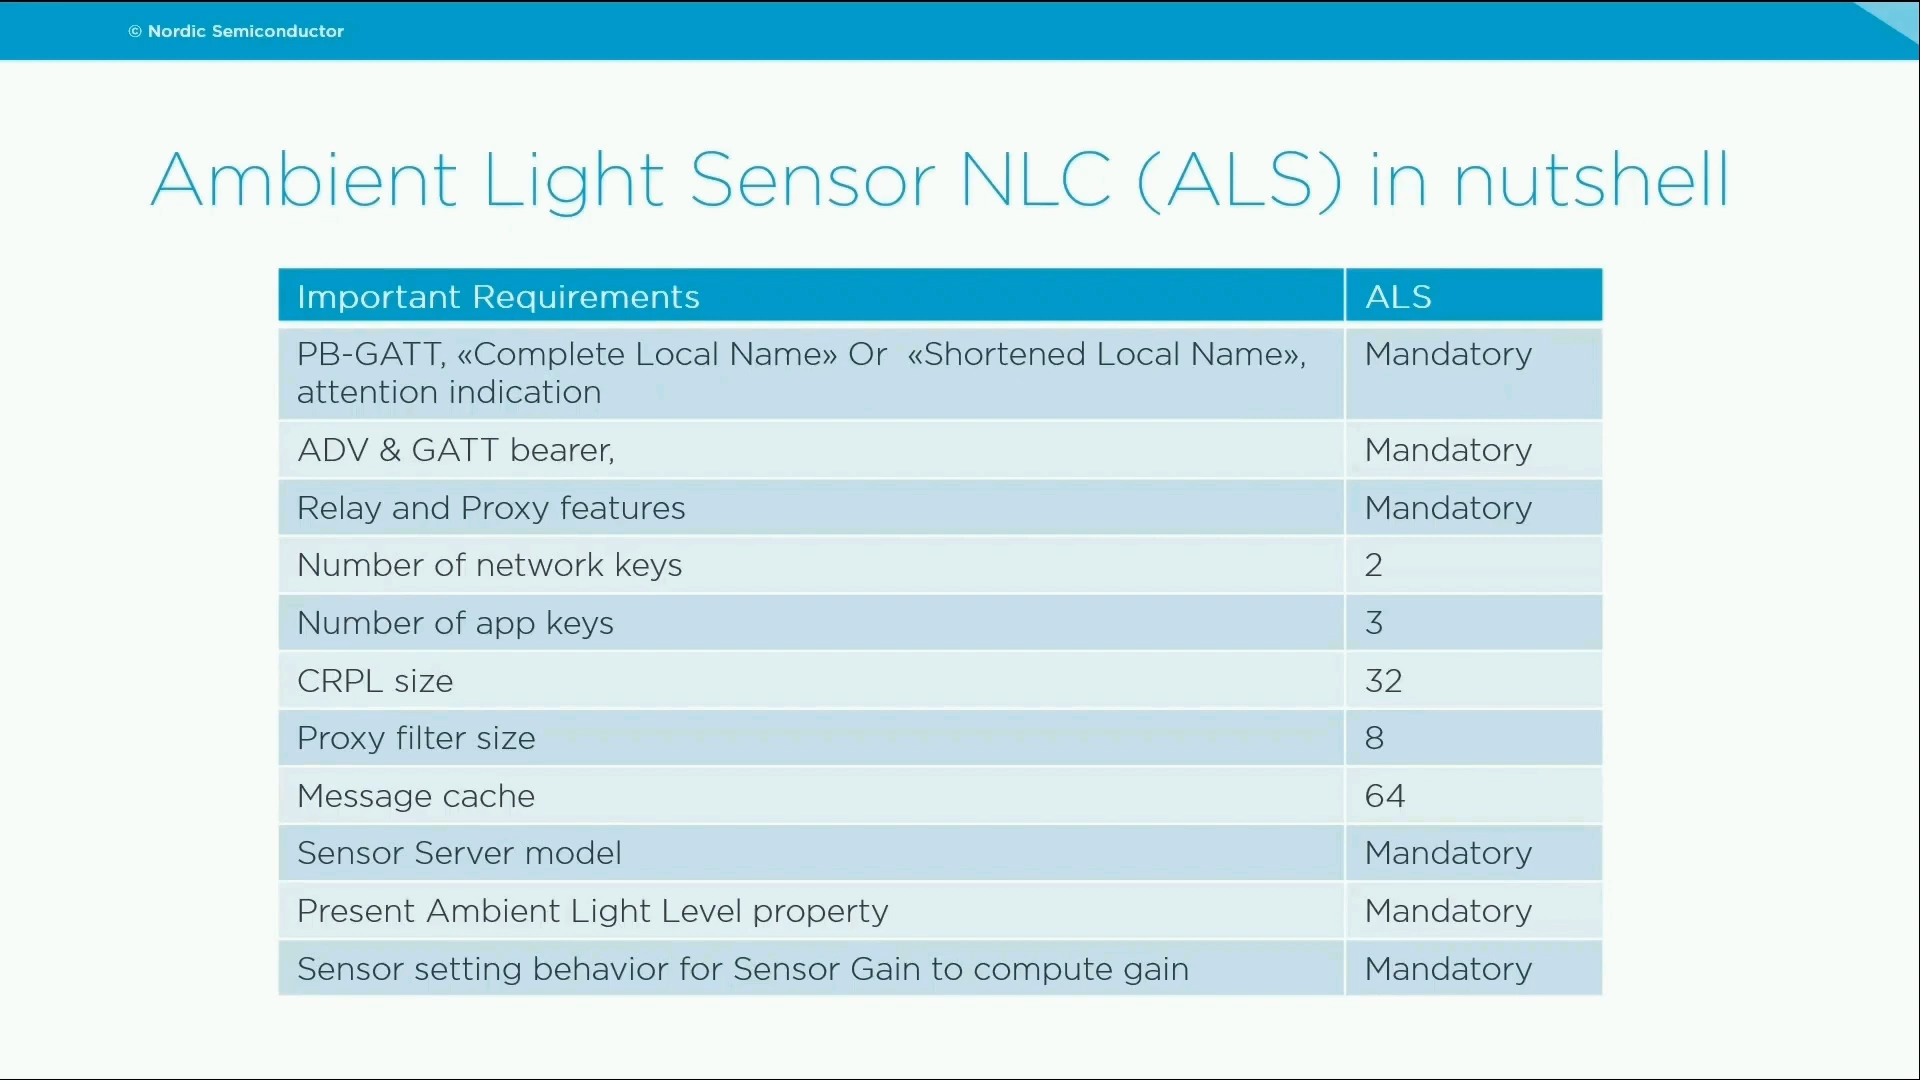 © Nordic Semiconductor
Ambient Light Sensor NLC (ALS) in nutshell
Important Requirements ALS
PB-GATT, «Complete Local Name» Or «Shortened Local Name», Mandatory
attention indication
ADV & GATT bearer, Mandatory
Relay and Proxy features Mandatory
Number of network keys 2
Number of app keys 3
CRPL size 32
Proxy filter size 8
Message cache 64
Sensor Server model Mandatory
Present Ambient Light Level property Mandatory
Sensor setting behavior for Sensor Gain to compute gain Mandatory